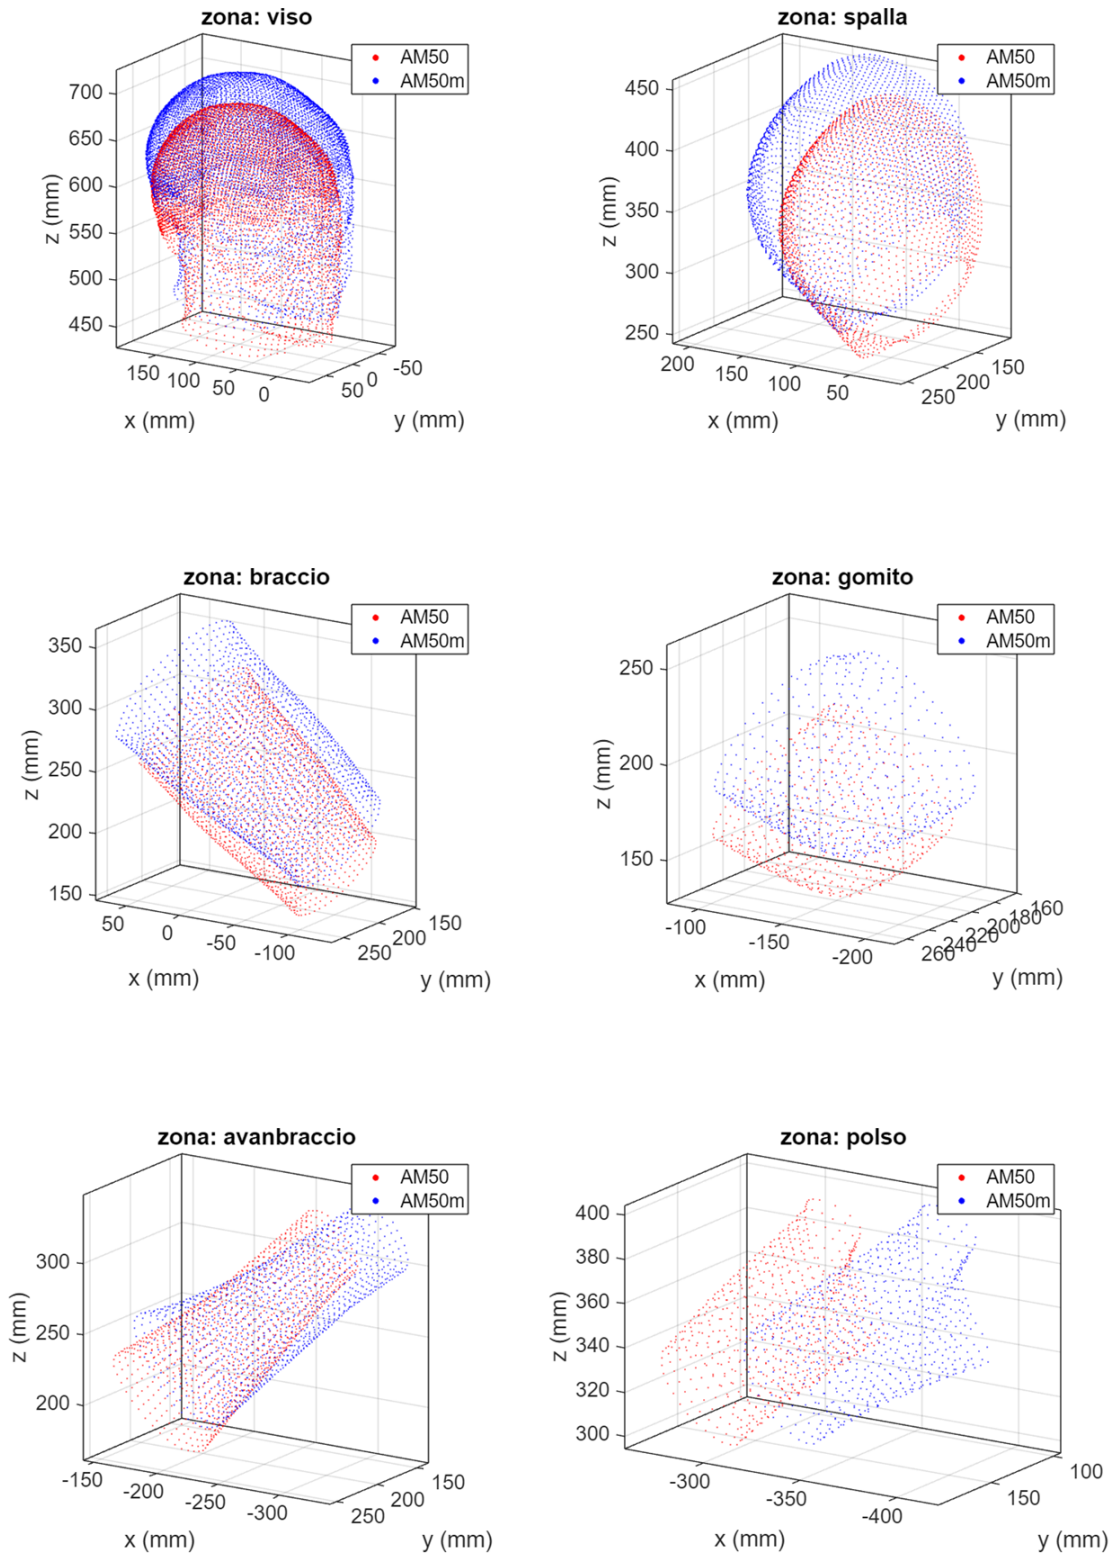 zona: viso
AM50
AM50m
700
650
600
550
500
450
z (mm)
150
100
50
0
x (mm)
50
0
-50
y (mm)
zona: spalla
AM50
AM50m
450
400
350
300
250
z (mm)
200
150
100
50
x (mm)
250
200
150
y (mm)
zona: braccio
AM50
AM50m
350
300
250
200
150
z (mm)
50
0
-50
-100
x (mm)
250
200
150
y (mm)
zona: gomito
AM50
AM50m
250
200
150
z (mm)
-100
-150
-200
x (mm)
260
240
220
200
180
160
y (mm)
zona: avanbraccio
AM50
AM50m
300
250
200
z (mm)
-150
-200
-250
-300
x (mm)
250
200
150
y (mm)
zona: polso
AM50
AM50m
400
380
360
340
320
300
z (mm)
-300
-350
-400
x (mm)
150
100
y (mm)